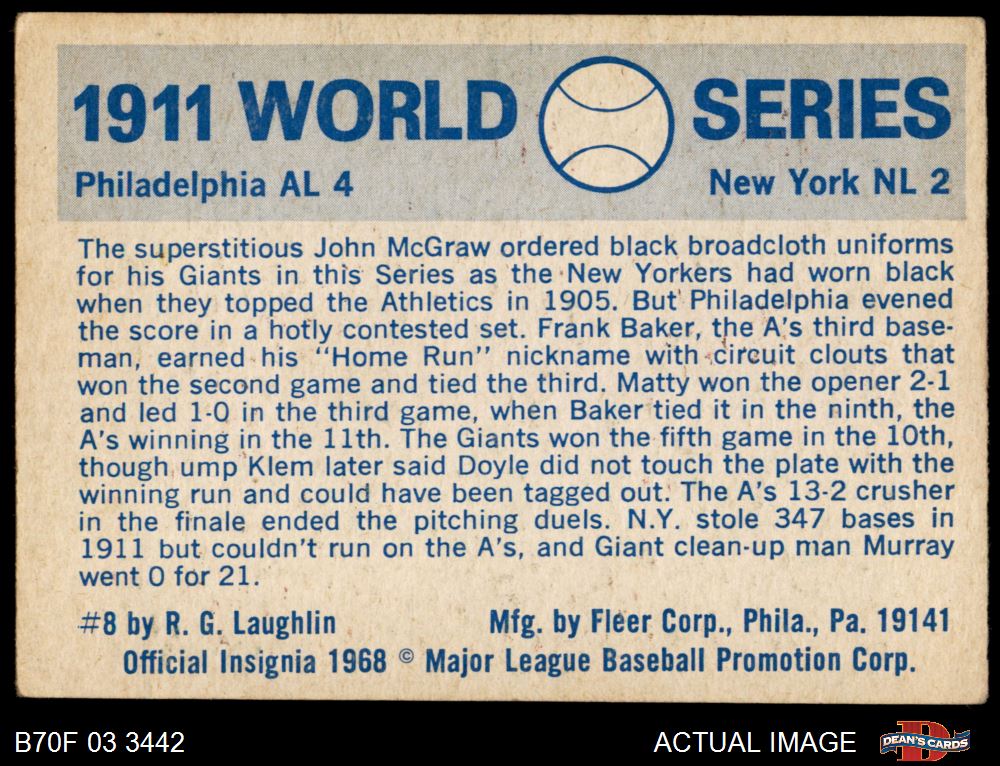 1911 WORLD SERIES
Philadelphia AL 4 New York NL 2
The superstitious John McGraw ordered black broadcloth uniforms
for his Giants in this Series as the New Yorkers had worn black
when they topped the Athletics in 1905. But Philadelphia evened
the score in a hotly contested set. Frank Baker, the A's third base-
man, earned his "Home Run" nickname with circuit clouts that
won the second game and tied the third. Matty won the opener 2-1
and led 1-0 in the third game, when Baker tied it in the ninth, the
A's winning in the 11th. The Giants won the fifth game in the 10th,
though ump Klem later said Doyle did not touch the plate with the
winning run and could have been tagged out. The A's 13-2 crusher
in the finale ended the pitching duels. N.Y. stole 347 bases in
1911 but couldn't run on the A's, and Giant clean-up man Murray
went 0 for 21.
#8 by R. G. Laughlin Mfg. by Fleer Corp., Phila., Pa. 19141
Official Insignia 1968 © Major League Baseball Promotion Corp.
B70F 03 3442 ACTUAL IMAGE DEAN'S CARDS